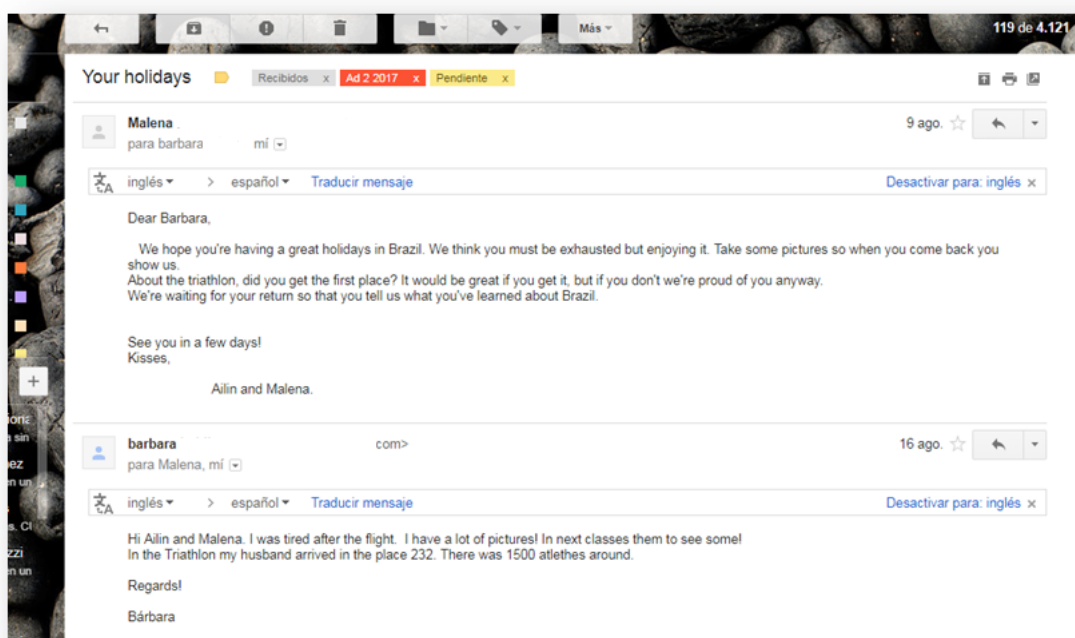 Más
119 de 4.121
Your holidays Recibidos x Ad 2 2017 x Pendiente x
Malena 9 ago.
para barbara mí
inglés > español Traducir mensaje Desactivar para: inglés x
Dear Barbara,
We hope you're having a great holidays in Brazil. We think you must be exhausted but enjoying it. Take some pictures so when you come back you
show us.
About the triathlon, did you get the first place? It would be great if you get it, but if you don't we're proud of you anyway.
We're waiting for your return so that you tell us what you've learned about Brazil.
See you in a few days!
Kisses,
Ailin and Malena.
barbara com> 16 ago.
para Malena, mí
inglés > español Traducir mensaje Desactivar para: inglés x
Hi Ailin and Malena. I was tired after the flight. I have a lot of pictures! In next classes them to see some!
In the Triathlon my husband arrived in the place 232. There was 1500 atlethes around.
Regards!
Bárbara
+
sin
ez
n un
s. Cl
zzi
en un